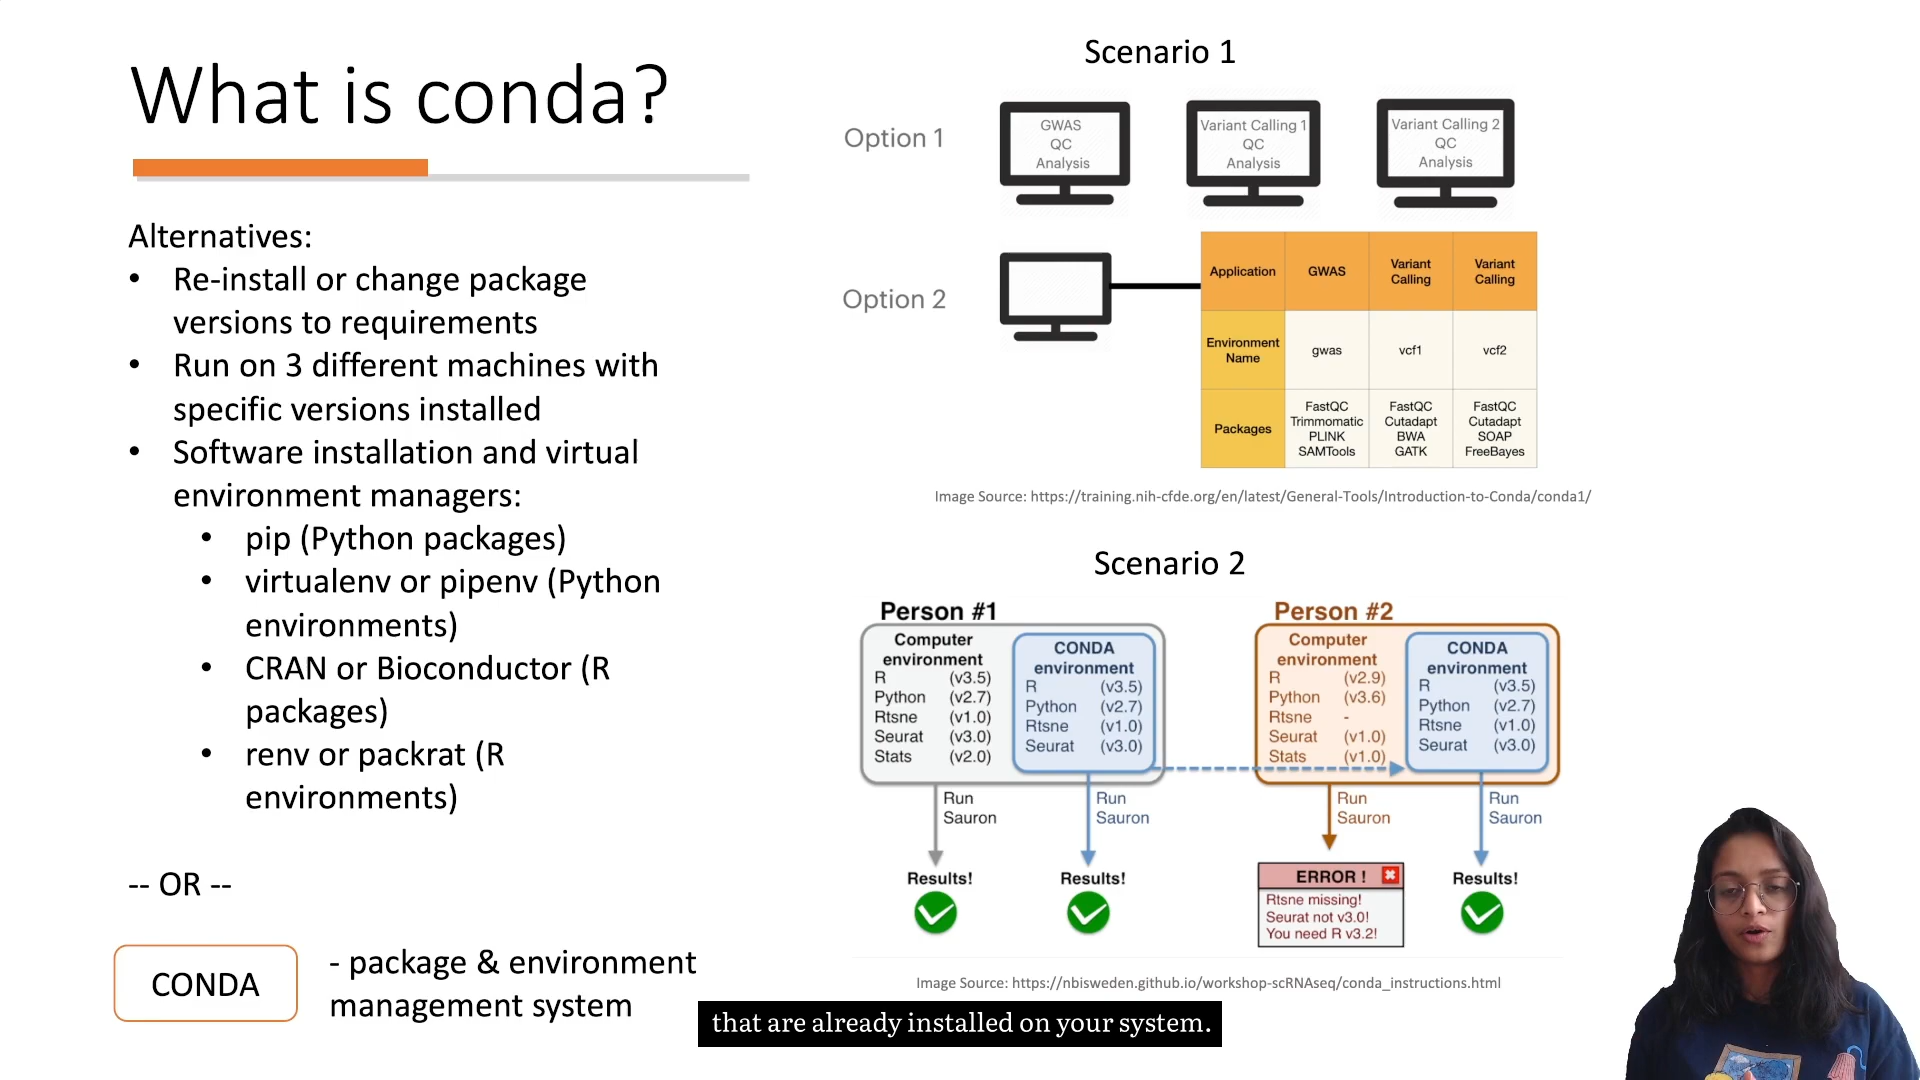 What is conda?
Alternatives:
• Re-install or change package
versions to requirements
• Run on 3 different machines with
specific versions installed
• Software installation and virtual
environment managers:
• pip (Python packages)
• virtualenv or pipenv (Python
environments)
• CRAN or Bioconductor (R
packages)
• renv or packrat (R
environments)
-- OR --
CONDA
- package & environment
management system
Scenario 1
Option 1
GWAS
QC
Analysis
Variant Calling 1
QC
Analysis
Variant Calling 2
QC
Analysis
Option 2
Application GWAS Variant Calling Variant Calling
Environment Name gwas vcf1 vcf2
Packages
FastQC
Trimmomatic
PLINK
SAMTools
FastQC
Cutadapt
BWA
GATK
FastQC
Cutadapt
SOAP
FreeBayes
Image Source: https://training.nih-cfde.org/en/latest/General-Tools/Introduction-to-Conda/conda1/
Scenario 2
Person #1
Computer
environment
R (v3.5)
Python (v2.7)
Rtsne (v1.0)
Seurat (v3.0)
Stats (v2.0)
CONDA
environment
R (v3.5)
Python (v2.7)
Rtsne (v1.0)
Seurat (v3.0)
Run
Sauron
Run
Sauron
Results!
Results!
Person #2
Computer
environment
R (v2.9)
Python (v3.6)
Rtsne -
Seurat (v1.0)
Stats (v1.0)
CONDA
environment
R (v3.5)
Python (v2.7)
Rtsne (v1.0)
Seurat (v3.0)
Run
Sauron
Run
Sauron
ERROR !
Rtsne missing!
Seurat not v3.0!
You need R v3.2!
Results!
Image Source: https://nbisweden.github.io/workshop-scRNAseq/conda_instructions.html
that are already installed on your system.